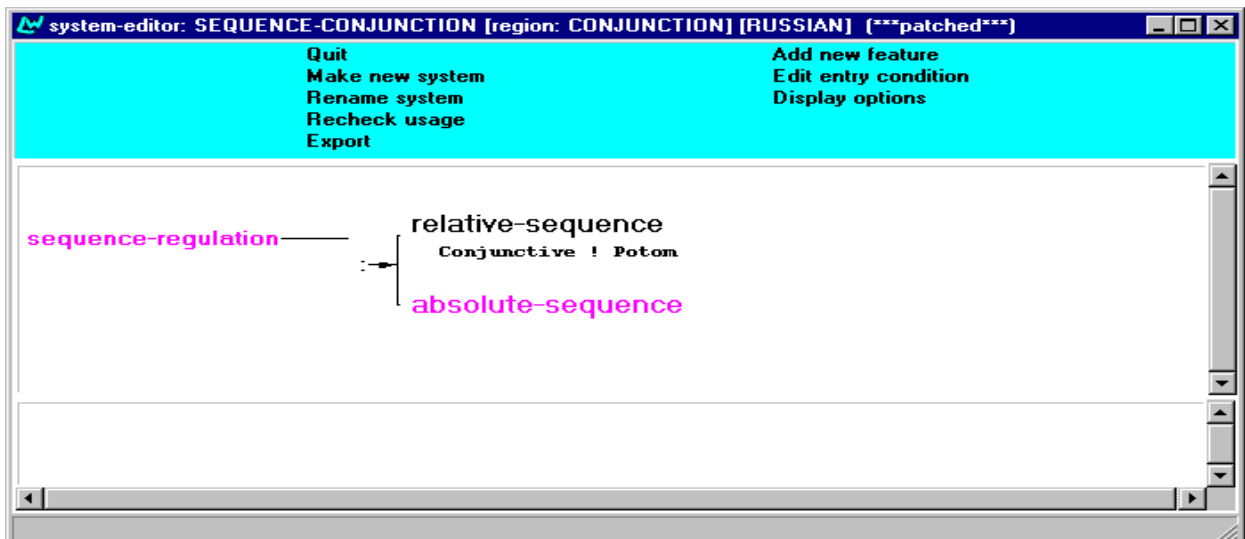 system-editor: SEQUENCE-CONJUNCTION [region: CONJUNCTION] [RUSSIAN] (***patched***)
Quit
Make new system
Rename system
Recheck usage
Export
Add new feature
Edit entry condition
Display options
sequence-regulation
relative-sequence
Conjunctive ! Potom
absolute-sequence